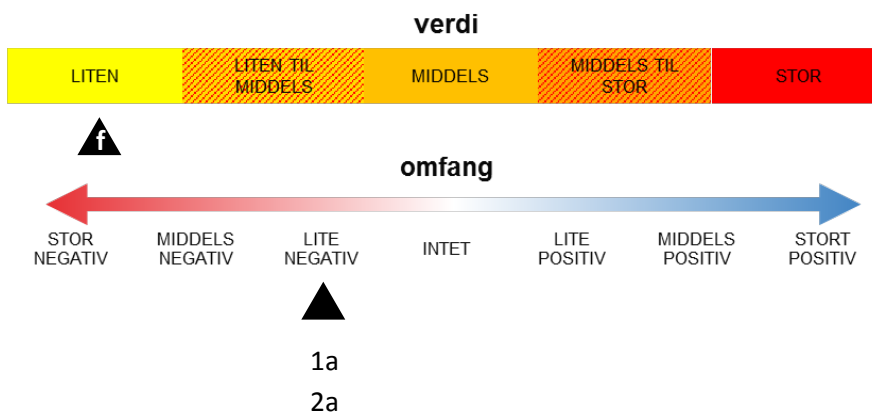 verdi
LITEN
LITEN TIL
MIDDELS
MIDDELS
MIDDELS TIL
STOR
STOR
f
omfang
STOR
NEGATIV
MIDDELS
NEGATIV
LITE
NEGATIV
INTET
LITE
POSITIV
MIDDELS
POSITIV
STORT
POSITIV
1a
2a